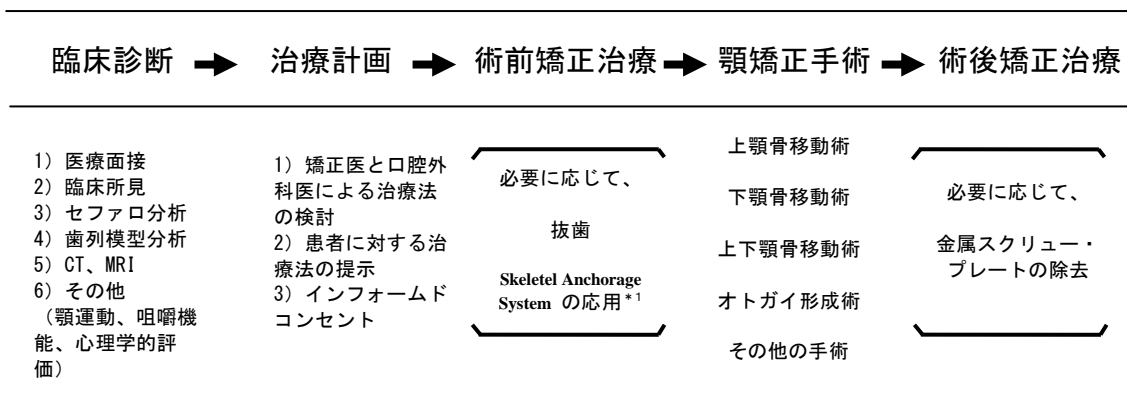 臨床診断 ➡ 治療計画 ➡ 術前矯正治療 ➡ 顎矯正手術 ➡ 術後矯正治療
1）医療面接
2）臨床所見
3）セファロ分析
4）歯列模型分析
5）CT、MRI
6）その他
（顎運動、咀嚼機
能、心理学的評
価）
1）矯正医と口腔外
科医による治療法
の検討
2）患者に対する治
療法の提示
3）インフォームド
コンセント
必要に応じて、
抜歯
Skeletel Anchorage
System の応用*1
上顎骨移動術
下顎骨移動術
上下顎骨移動術
オトガイ形成術
その他の手術
必要に応じて、
金属スクリュー・
プレートの除去